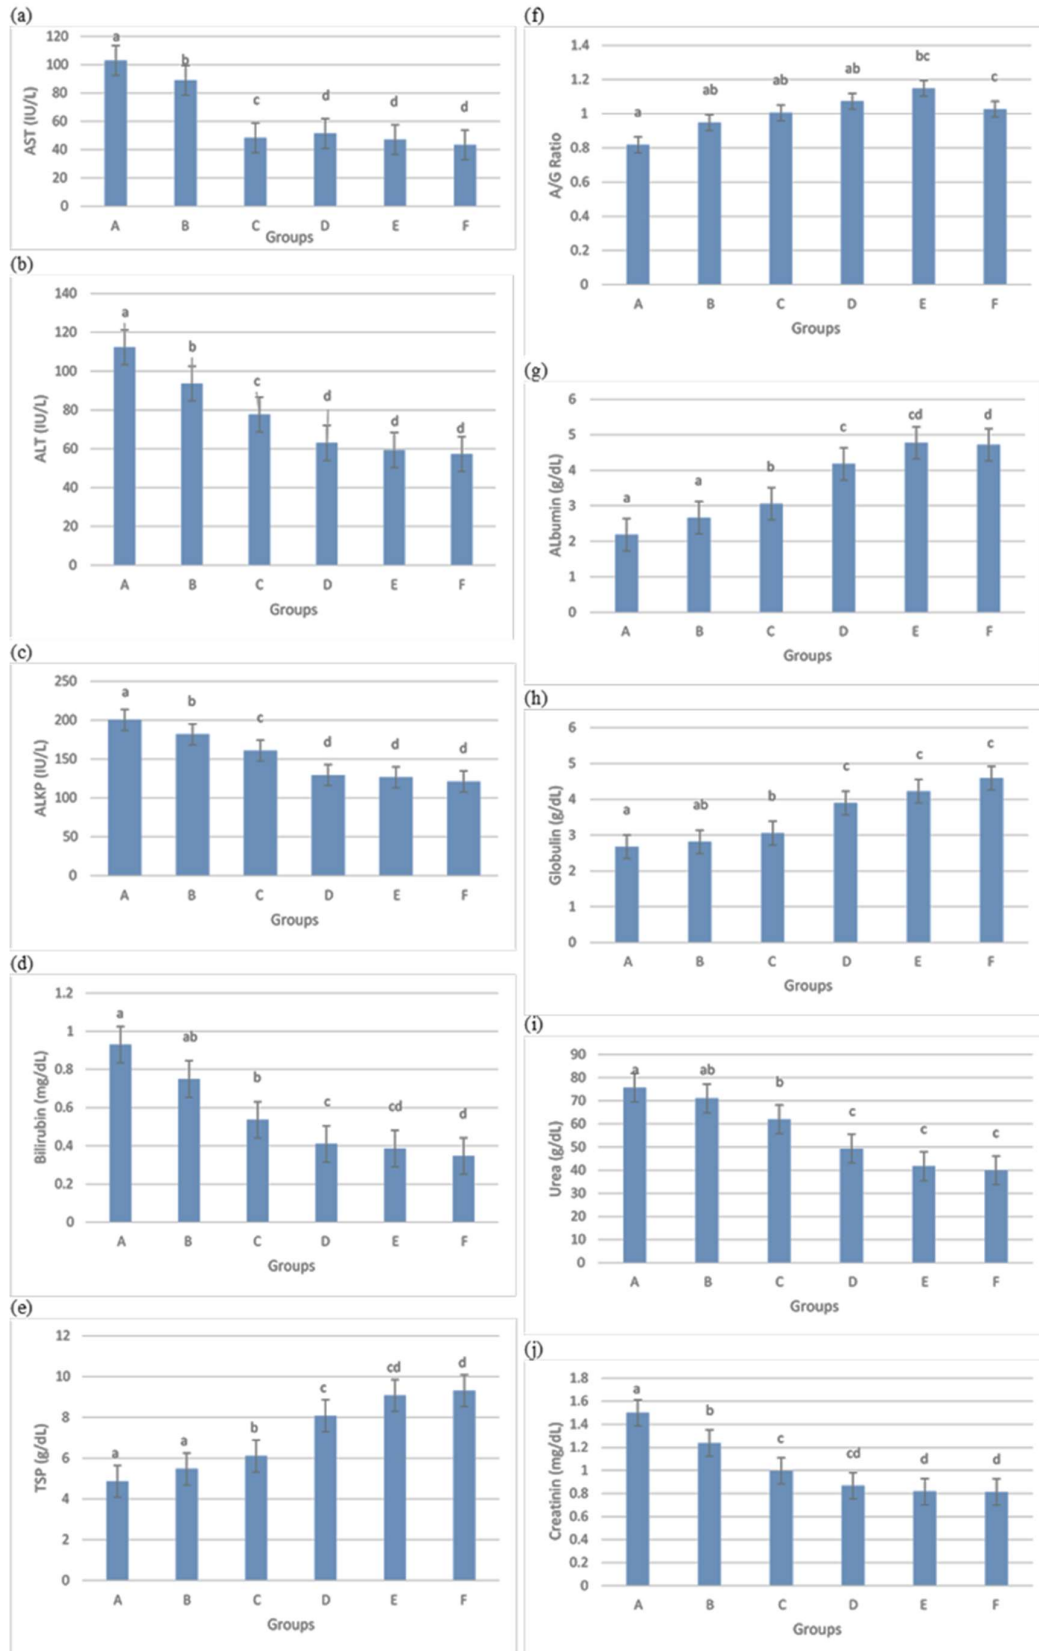 (a)
AST (IU/L)
120
100
80
60
40
20
0
a b c d d d
A B C D E F
Groups
(b)
ALT (IU/L)
140
120
100
80
60
40
20
0
a b c d d d
A B C D E F
Groups
(c)
ALKP (IU/L)
250
200
150
100
50
0
a b c d d d
A B C D E F
Groups
(d)
Bilirubin (mg/dL)
1.2
1
0.8
0.6
0.4
0.2
0
a ab b c cd d
A B C D E F
Groups
(e)
TSP (g/dL)
12
10
8
6
4
2
0
a a b c cd d
A B C D E F
Groups
(f)
A/G Ratio
1.4
1.2
1
0.8
0.6
0.4
0.2
0
a ab ab ab bc c
A B C D E F
Groups
(g)
ALbumin (g/dL)
6
5
4
3
2
1
0
a a b c cd d
A B C D E F
Groups
(h)
Globulin (g/dL)
6
5
4
3
2
1
0
a ab b c c c
A B C D E F
Groups
(i)
Urea (g/dL)
90
80
70
60
50
40
30
20
10
0
a ab b c c c
A B C D E F
Groups
(j)
Creatinin (mg/dL)
1.8
1.6
1.4
1.2
1
0.8
0.6
0.4
0.2
0
a b c cd d d
A B C D E F
Groups